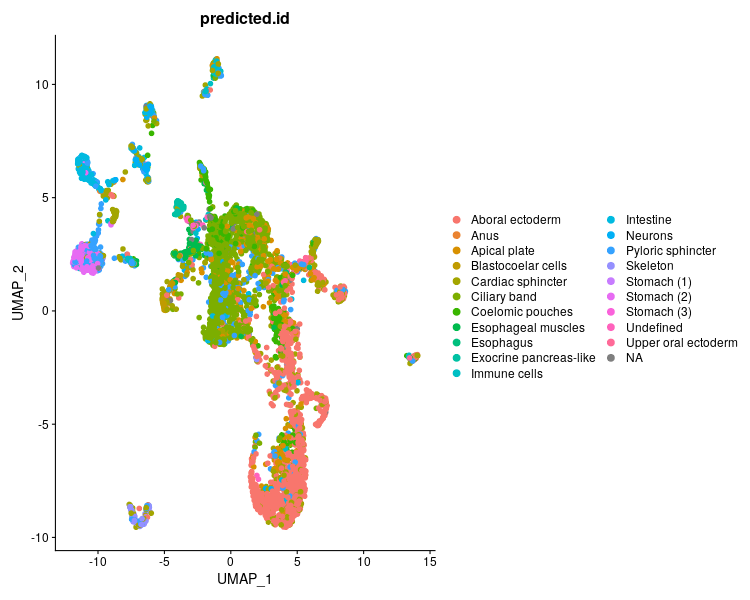 predicted.id
10
5
0
-5
-10
UMAP_2
-10
-5
0
5
10
15
UMAP_1
Aboral ectoderm
Anus
Apical plate
Blastocoelar cells
Cardiac sphincter
Ciliary band
Coelomic pouches
Esophageal muscles
Esophagus
Exocrine pancreas-like
Immune cells
Intestine
Neurons
Pyloric sphincter
Skeleton
Stomach (1)
Stomach (2)
Stomach (3)
Undefined
Upper oral ectoderm
NA